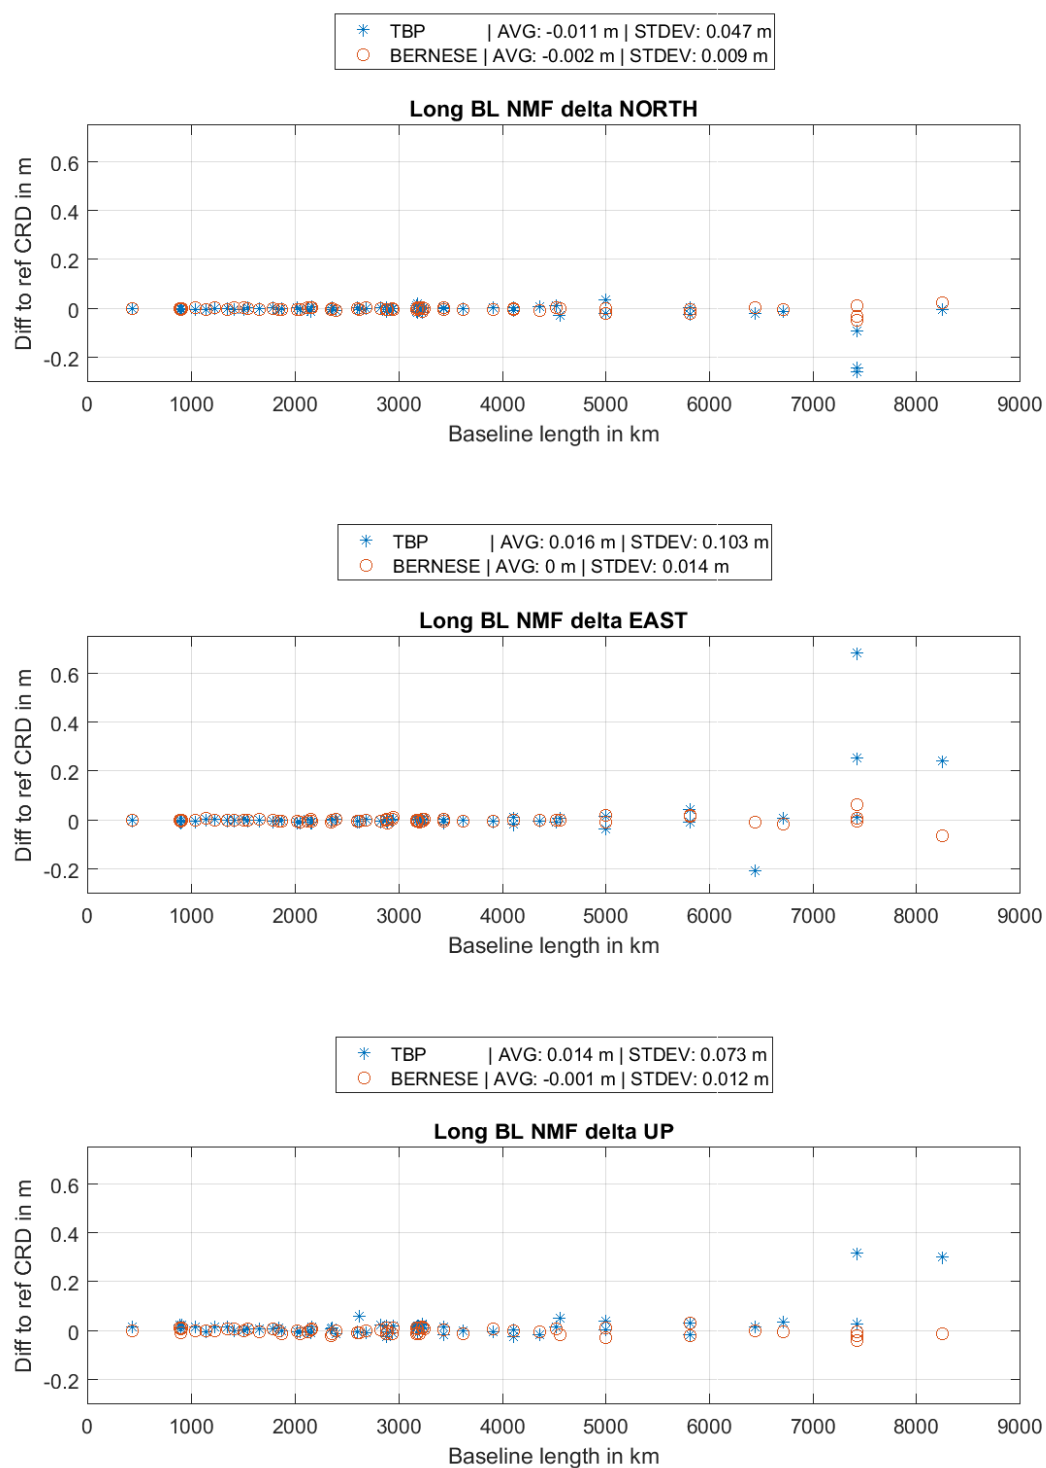 TBP | AVG: -0.011 m | STDEV: 0.047 m
BERNESE | AVG: -0.002 m | STDEV: 0.009 m
Long BL NMF delta NORTH
Diff to ref CRD in m
0.6
0.4
0.2
0
-0.2
0 1000 2000 3000 4000 5000 6000 7000 8000 9000
Baseline length in km
TBP | AVG: 0.016 m | STDEV: 0.103 m
BERNESE | AVG: 0 m | STDEV: 0.014 m
Long BL NMF delta EAST
Diff to ref CRD in m
0.6
0.4
0.2
0
-0.2
0 1000 2000 3000 4000 5000 6000 7000 8000 9000
Baseline length in km
TBP | AVG: 0.014 m | STDEV: 0.073 m
BERNESE | AVG: -0.001 m | STDEV: 0.012 m
Long BL NMF delta UP
Diff to ref CRD in m
0.6
0.4
0.2
0
-0.2
0 1000 2000 3000 4000 5000 6000 7000 8000 9000
Baseline length in km